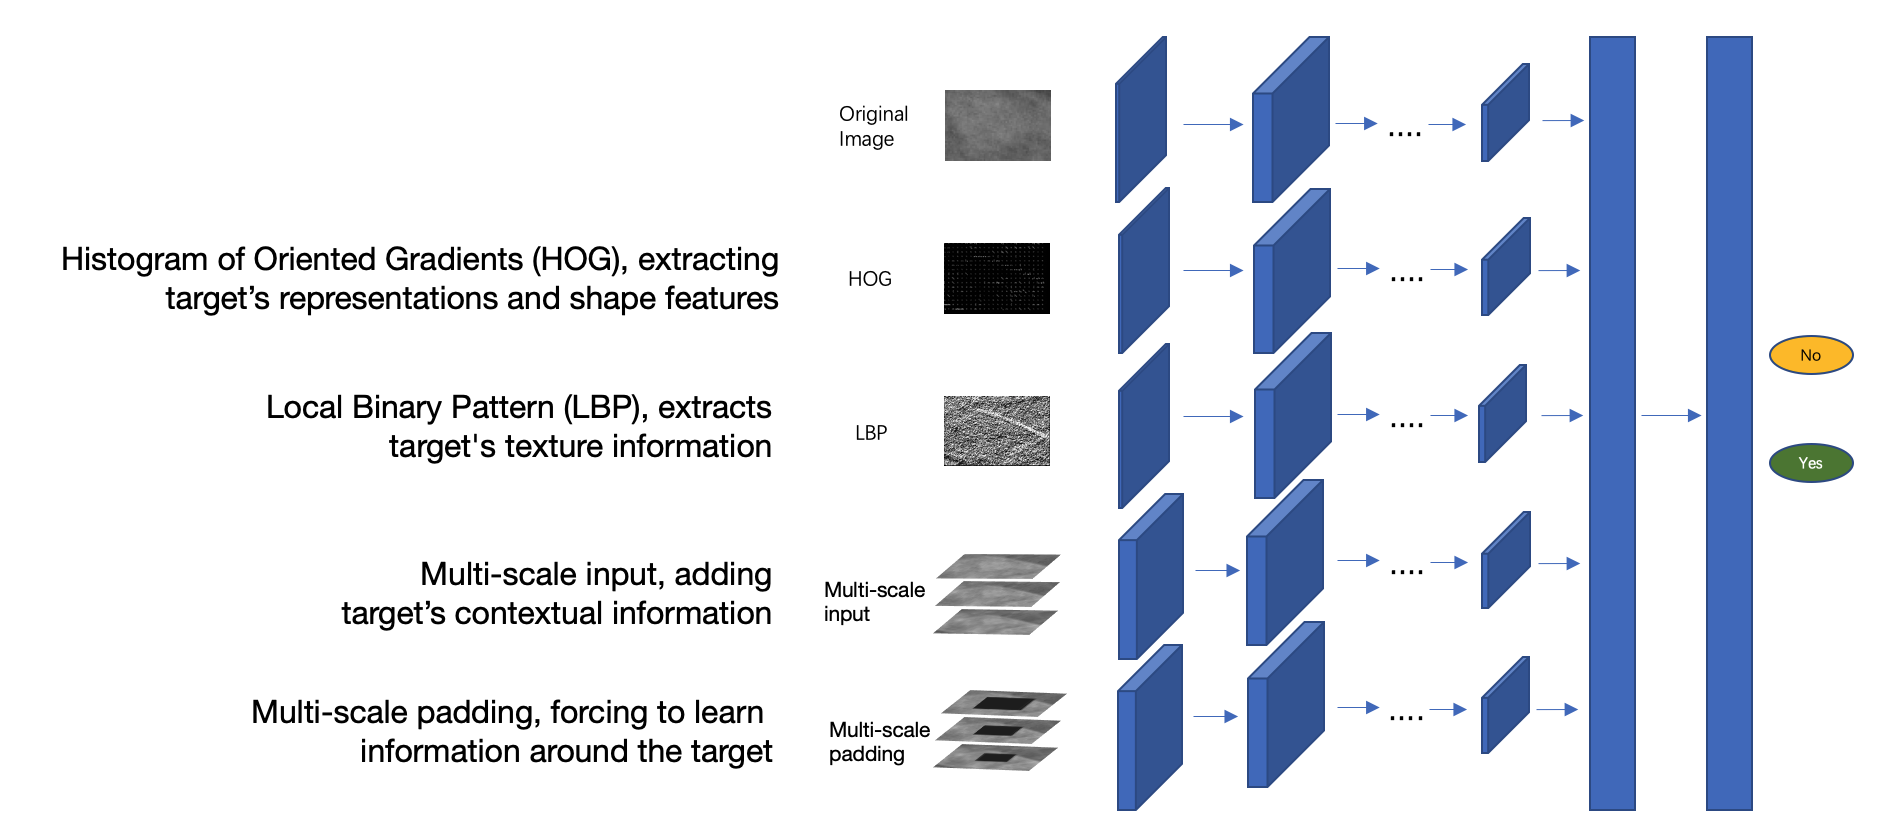 Original
Image
Histogram of Oriented Gradients (HOG), extracting
target’s representations and shape features
HOG
Local Binary Pattern (LBP), extracts
target's texture information
LBP
Multi-scale input, adding
target’s contextual information
Multi-scale
input
Multi-scale padding, forcing to learn
information around the target
Multi-scale
padding
....
....
....
....
....
No
Yes